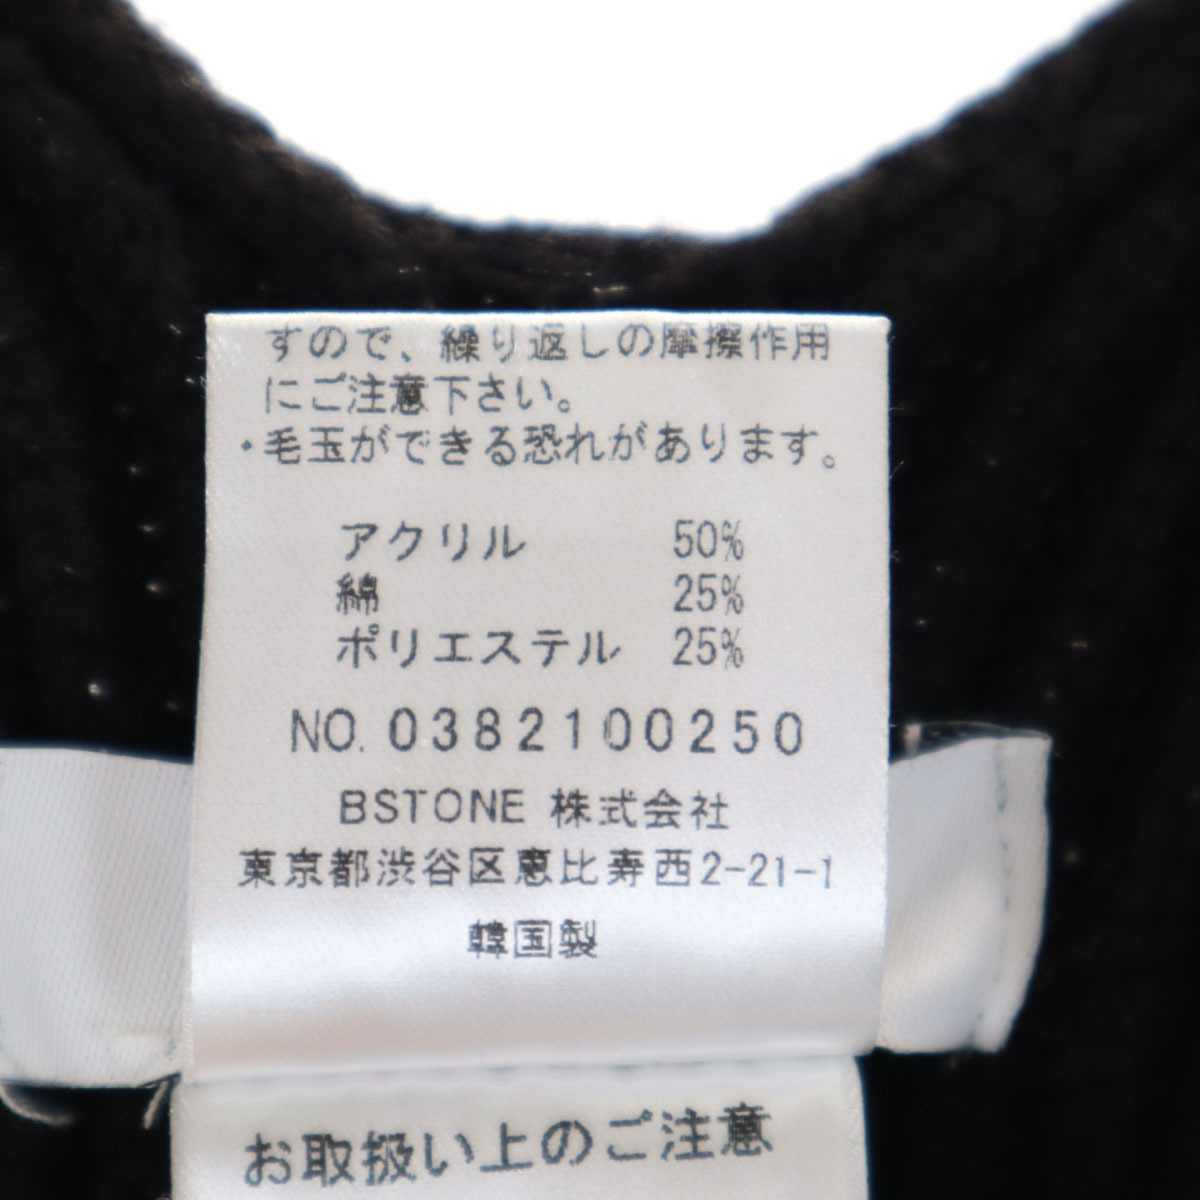 すので、繰り返しの摩擦作用
にご注意下さい。
・毛玉ができる恐れがあります。
アクリル 50%
綿 25%
ポリエステル 25%
NO. 0382100250
BSTONE 株式会社
東京都渋谷区恵比寿西2-21-1
韓国製
お取扱い上のご注意